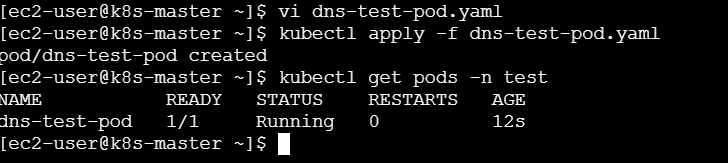 [ec2-user@k8s-master ~]$ vi dns-test-pod.yaml
[ec2-user@k8s-master ~]$ kubectl apply -f dns-test-pod.yaml
pod/dns-test-pod created
[ec2-user@k8s-master ~]$ kubectl get pods -n test
NAME READY STATUS RESTARTS AGE
dns-test-pod 1/1 Running 0 12s
[ec2-user@k8s-master ~]$